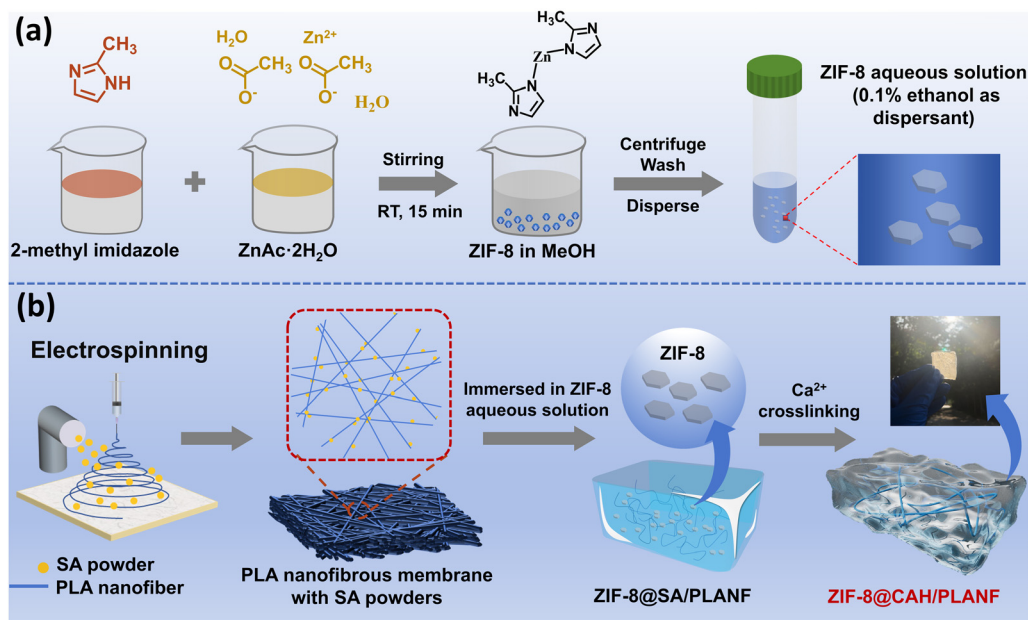 (a)
CH₃
N
NH
H₂O
Zn²⁺
O
CH₃
O⁻
O
CH₃
O⁻
H₂O
H₃C
N
N
Zn
H₃C
N
N
ZIF-8 aqueous solution
(0.1% ethanol as
dispersant)
Stirring
RT, 15 min
Centrifuge
Wash
Disperse
2-methyl imidazole
ZnAc·2H₂O
ZIF-8 in MeOH
(b)
Electrospinning
SA powder
PLA nanofiber
PLA nanofibrous membrane
with SA powders
Immersed in ZIF-8
aqueous solution
ZIF-8
ZIF-8@SA/PLANF
Ca²⁺
crosslinking
ZIF-8@CAH/PLANF